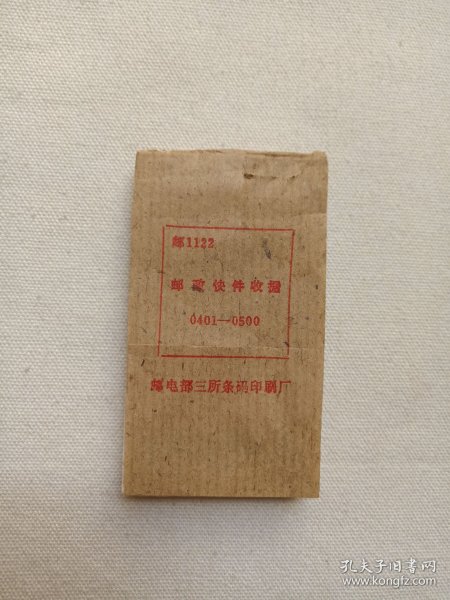 邮1122
邮政快件收据
0401—0500
邮电部三所条码印刷厂
孔夫子旧书网
www.kongfz.com